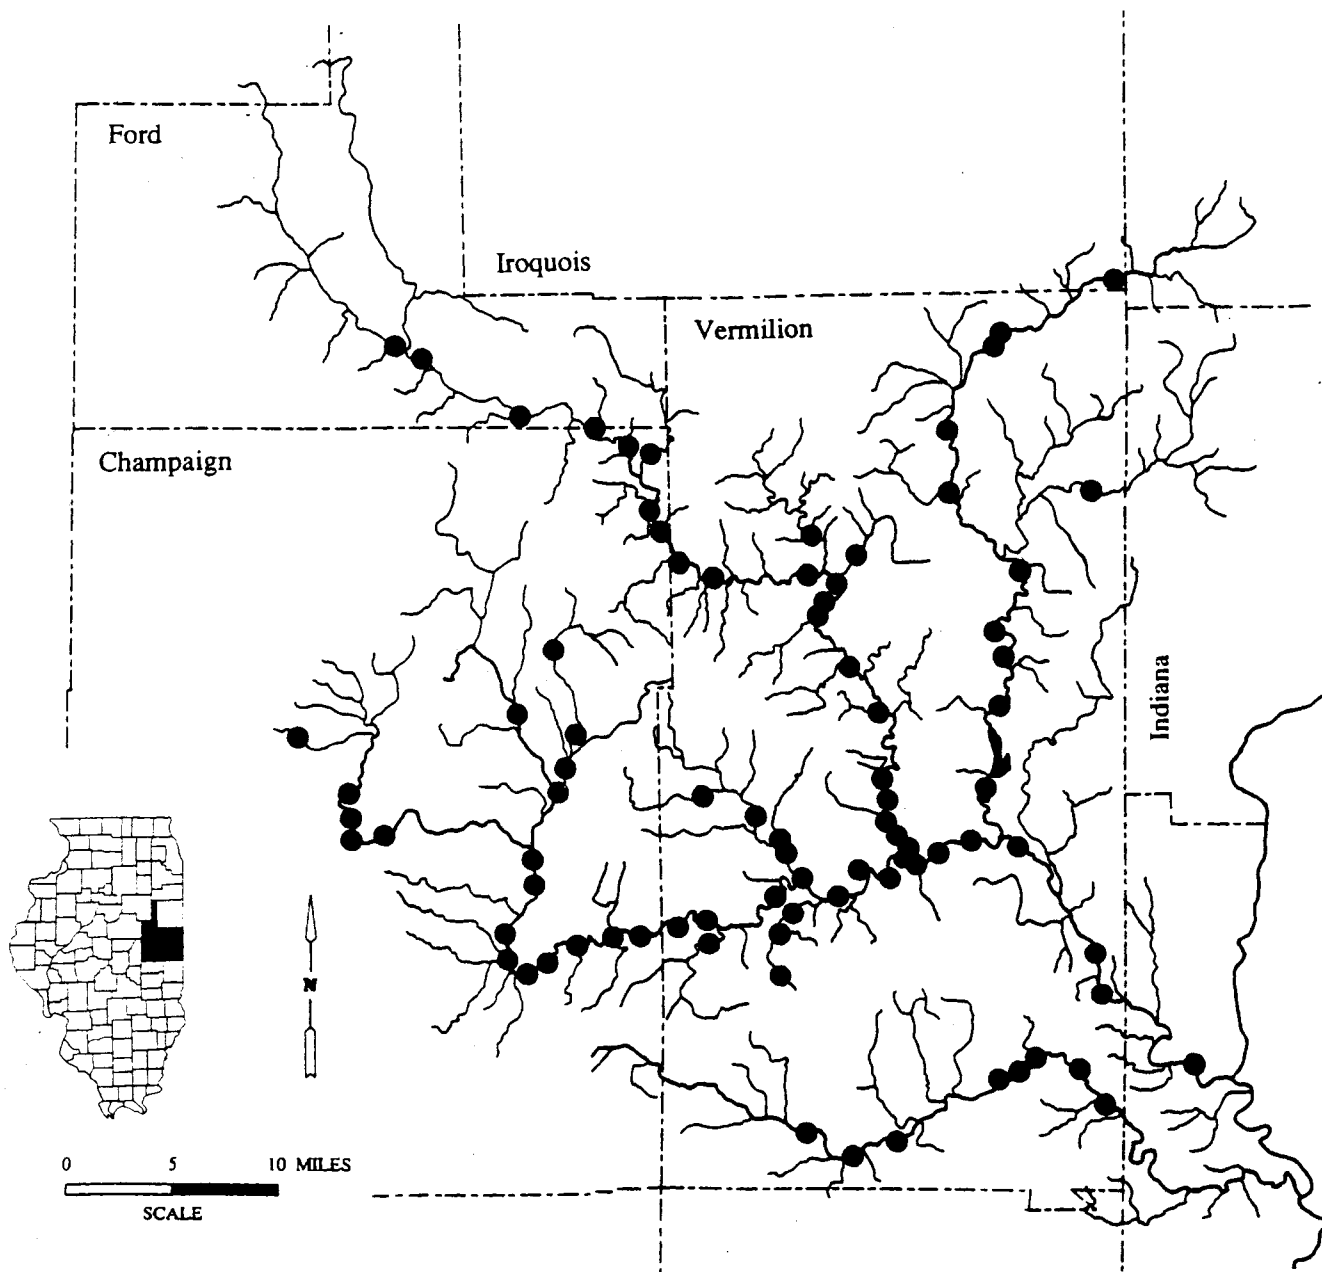 Ford
Iroquois
Vermilion
Champaign
Indiana
N
0 5 10 MILES
SCALE